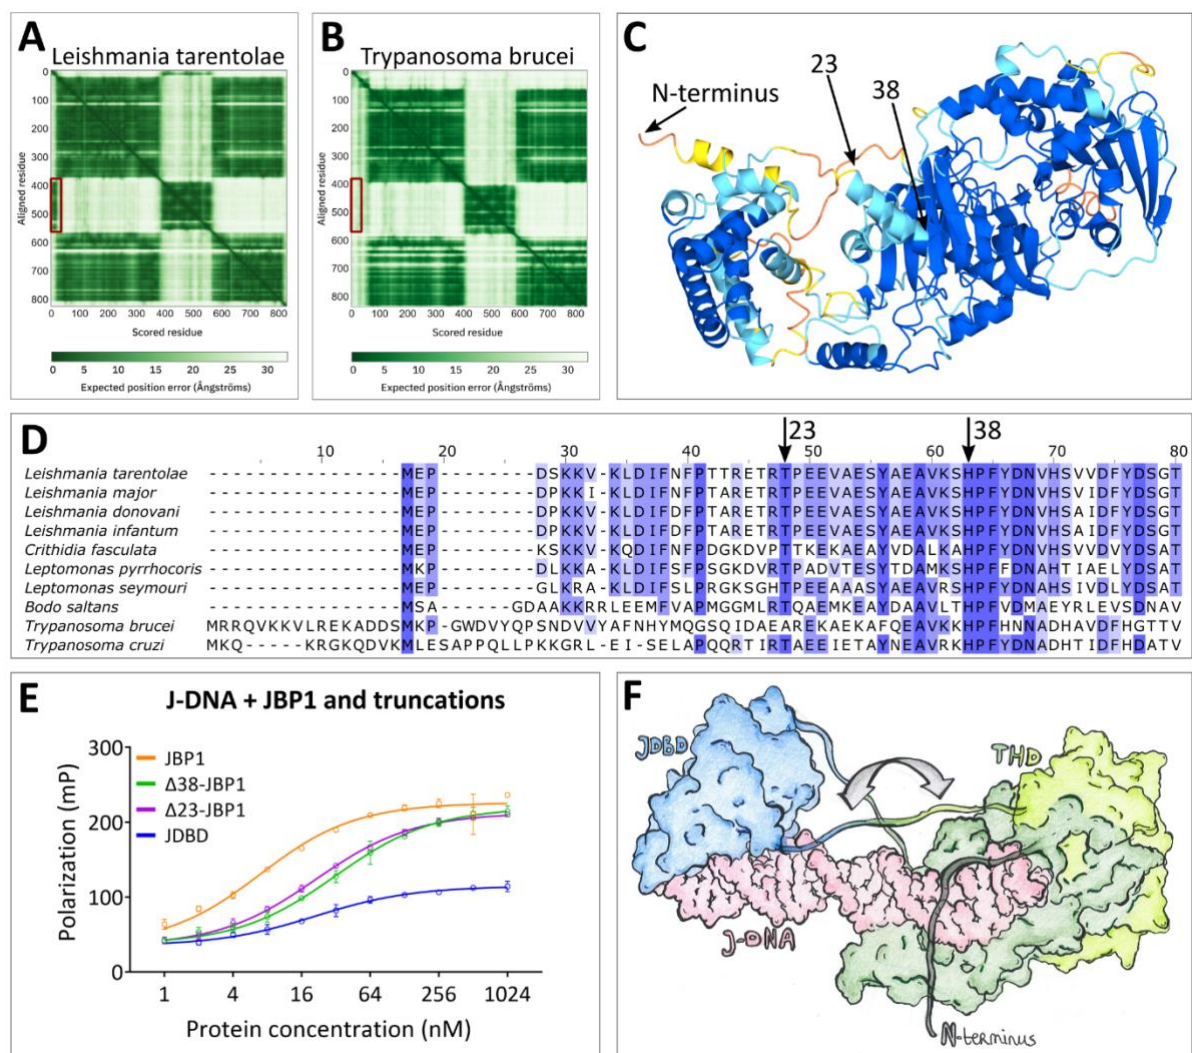 A
Leishmania tarentolae
0
100
200
300
400
500
600
700
800
Aligned residue
0 100 200 300 400 500 600 700 800
Scored residue
0 5 10 15 20 25 30
Expected position error (Ångströms)
B
Trypanosoma brucei
0
100
200
300
400
500
600
700
800
Aligned residue
0 100 200 300 400 500 600 700 800
Scored residue
0 5 10 15 20 25 30
Expected position error (Ångströms)
C
N-terminus
23
38
D
23 38
10 20 30 40 50 60 70 80
Leishmania tarentolae ----------------MEP--------DSKKV-KLDIFNFPTTRETRTPEEVAESYAEAVKSHPFYDNVHSVVDFYDSGT
Leishmania major ----------------MEP--------DPKKI-KLDIFNFPTARETRTPEEVAESYAEAVKSHPFYDNVHSVIDFYDSGT
Leishmania donovani ----------------MEP--------DPKKV-KLDIFDFPTARETRTPEEVAESYAEAVKSHPFYDNVHSAIDFYDSGT
Leishmania infantum ----------------MEP--------DPKKV-KLDIFDFPTARETRTPEEVAESYAEAVKSHPFYDNVHSAIDFYDSGT
Crithidia fasculata ----------------MEP--------KSKKV-KQDIFNFPDGKDVPTTKEKAEAYVDALKAHPFYDNVHSVVDVYDSAT
Leptomonas pyrrhocoris ----------------MKP--------DLKKA-KLDIFSFPSGKDVRTPADVTESYTDAMKSHPFFDNAHTIAELYDSAT
Leptomonas seymouri ----------------MEP--------GLKRA-KLDIFSLPRGKSGHTPEEAAASYAEAVRSHPFYDNAHSIVDLYDSAT
Bodo saltans ----------------MSA------GDAAKKRRLEEMFVAPMGGMLRTQAEMKEAYDAAVLTHPFVDMAEYRLEVSDNAV
Trypanosoma brucei MRRQVKKVLREKADDSMKP-GWDVYQPSNDVVYAFNHYMQGSQIDAEAREKAEKAFQEAVKKHPFHNNADHAVDFHGTTV
Trypanosoma cruzi MKQ-----KRGKQDVKMLESAPPQLLPKKGRL-EI-SELAPQQRTIRTAEEIETAYNEAVRKHPFYDNADHTIDFHDATV
E
J-DNA + JBP1 and truncations
JBP1
Δ38-JBP1
Δ23-JBP1
JDBD
300
200
100
0
Polarization (mP)
1 4 16 64 256 1024
Protein concentration (nM)
F
JDBD
THD
J-DNA
N-terminus